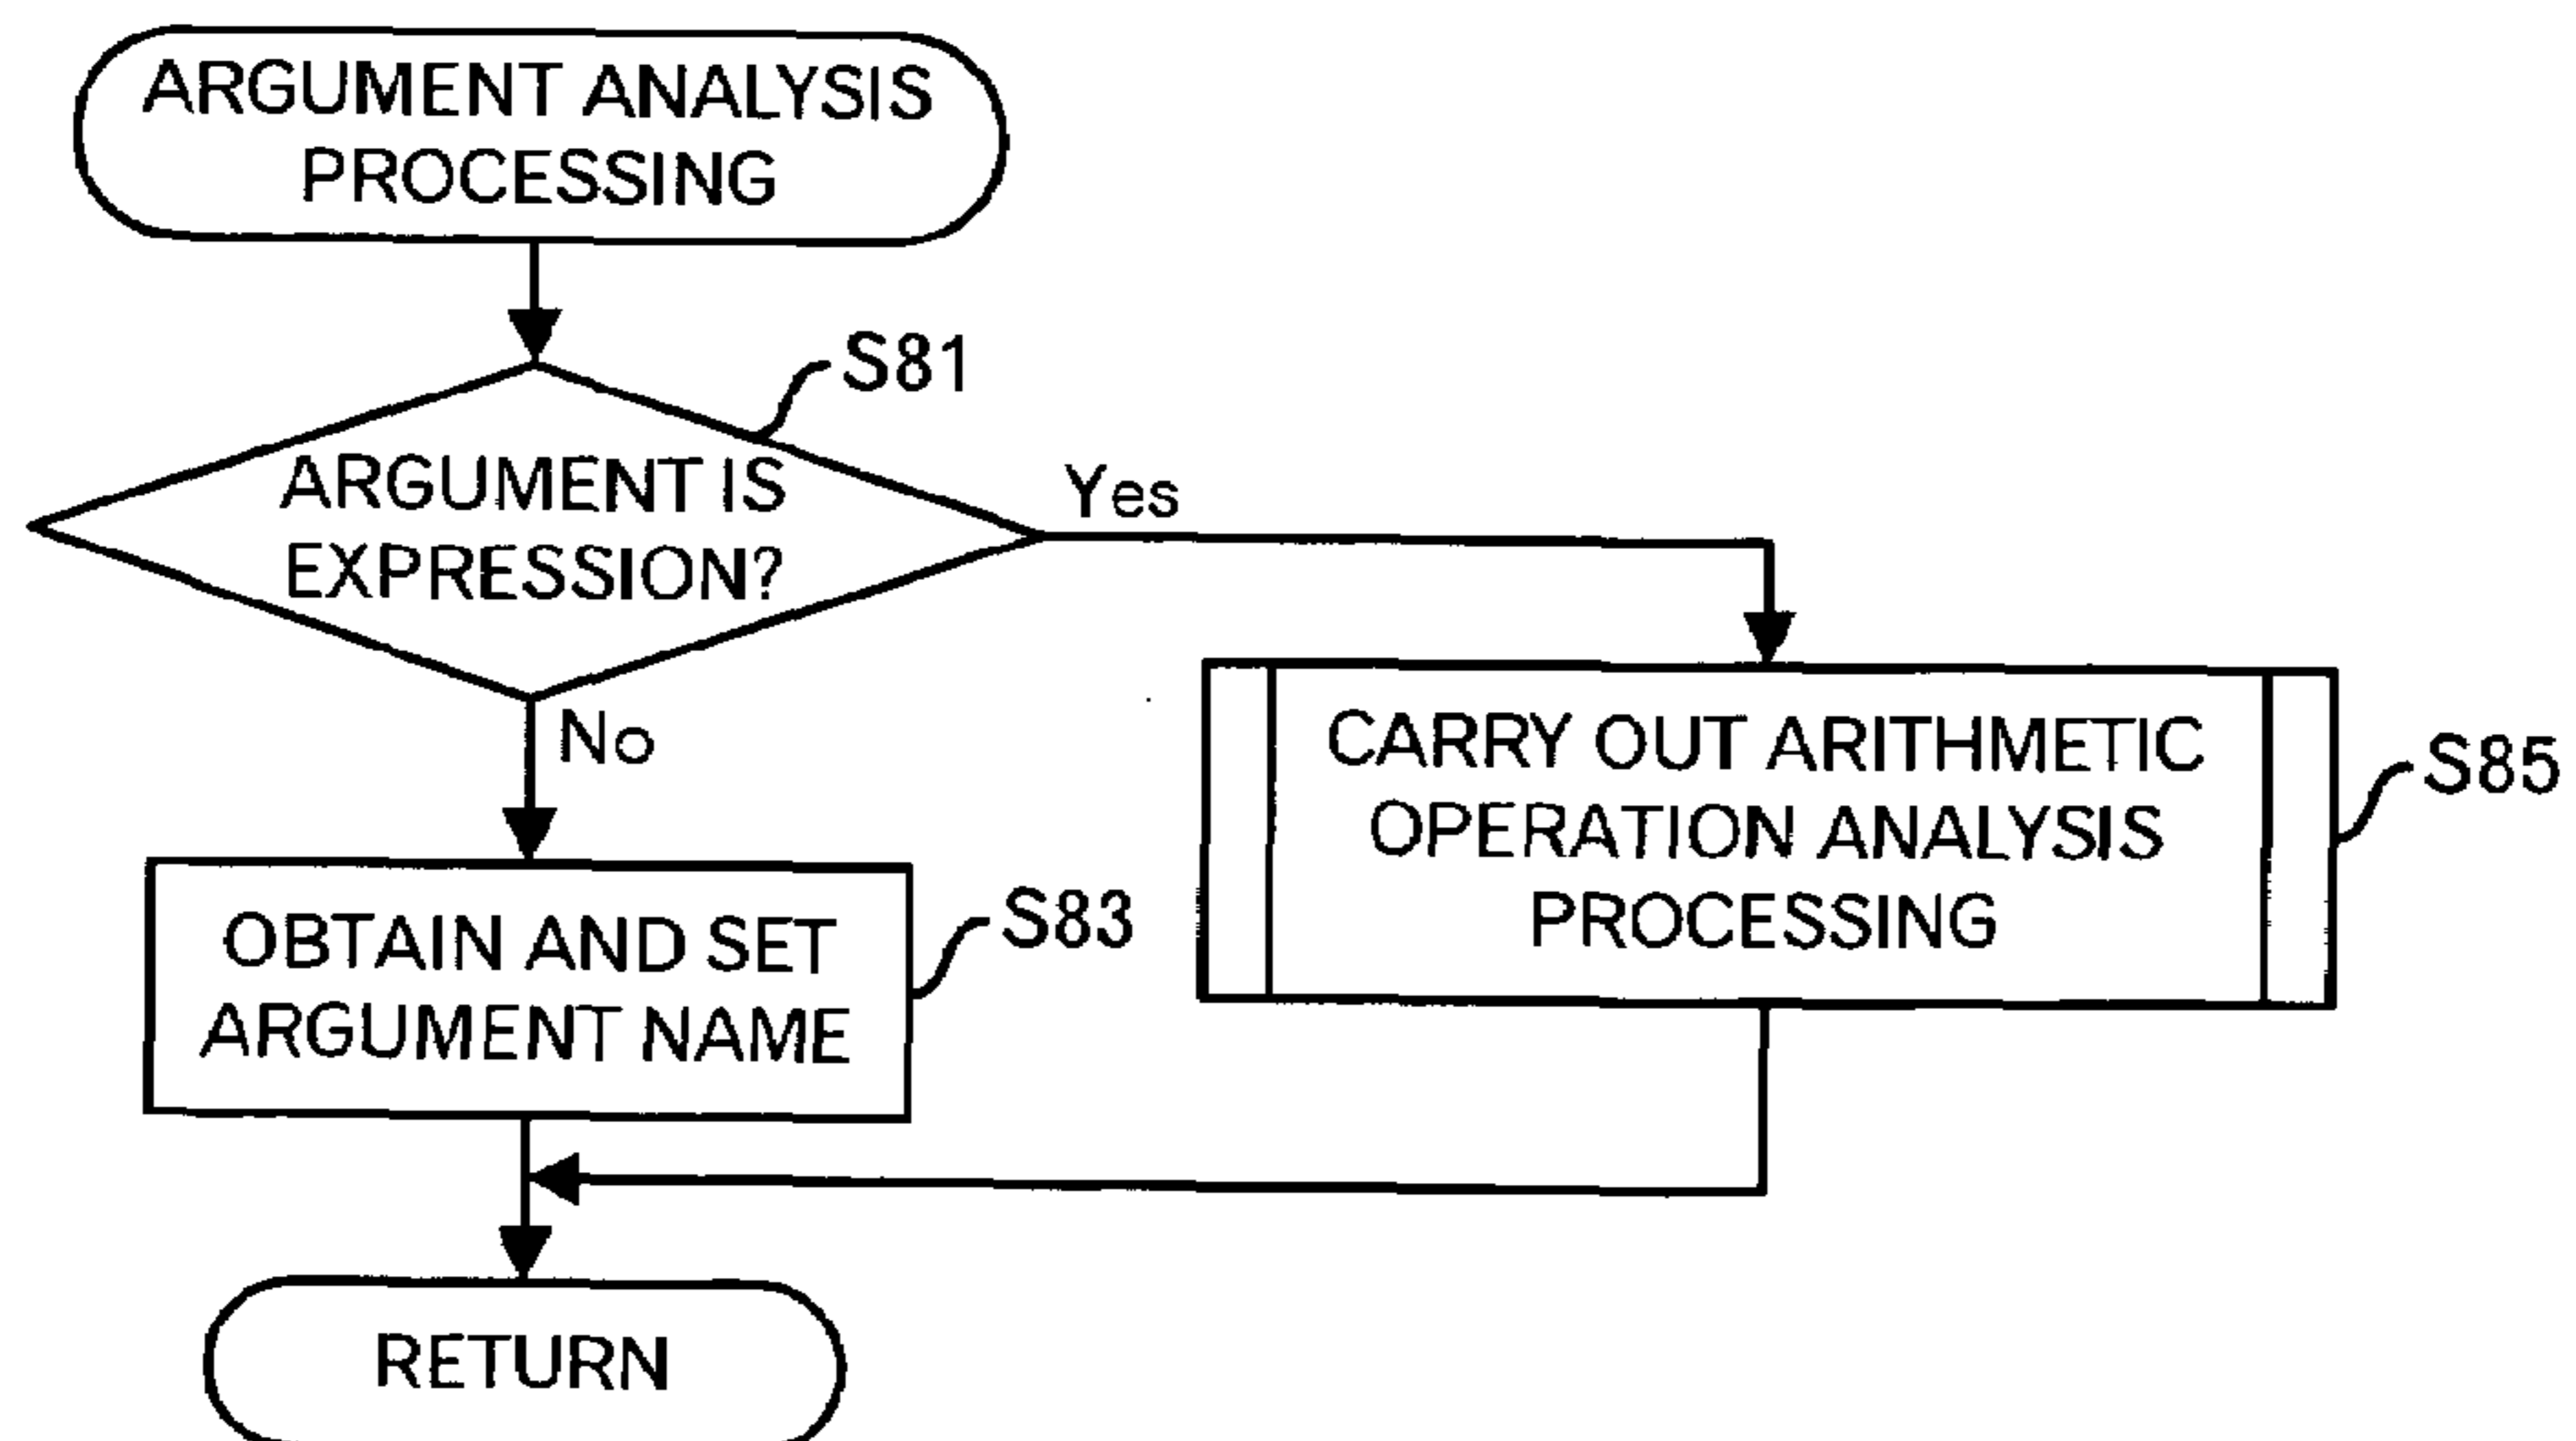 ARGUMENT ANALYSIS
PROCESSING
S81
ARGUMENT IS
EXPRESSION?
Yes
No
CARRY OUT ARITHMETIC
OPERATION ANALYSIS
PROCESSING
S85
OBTAIN AND SET
ARGUMENT NAME
S83
RETURN